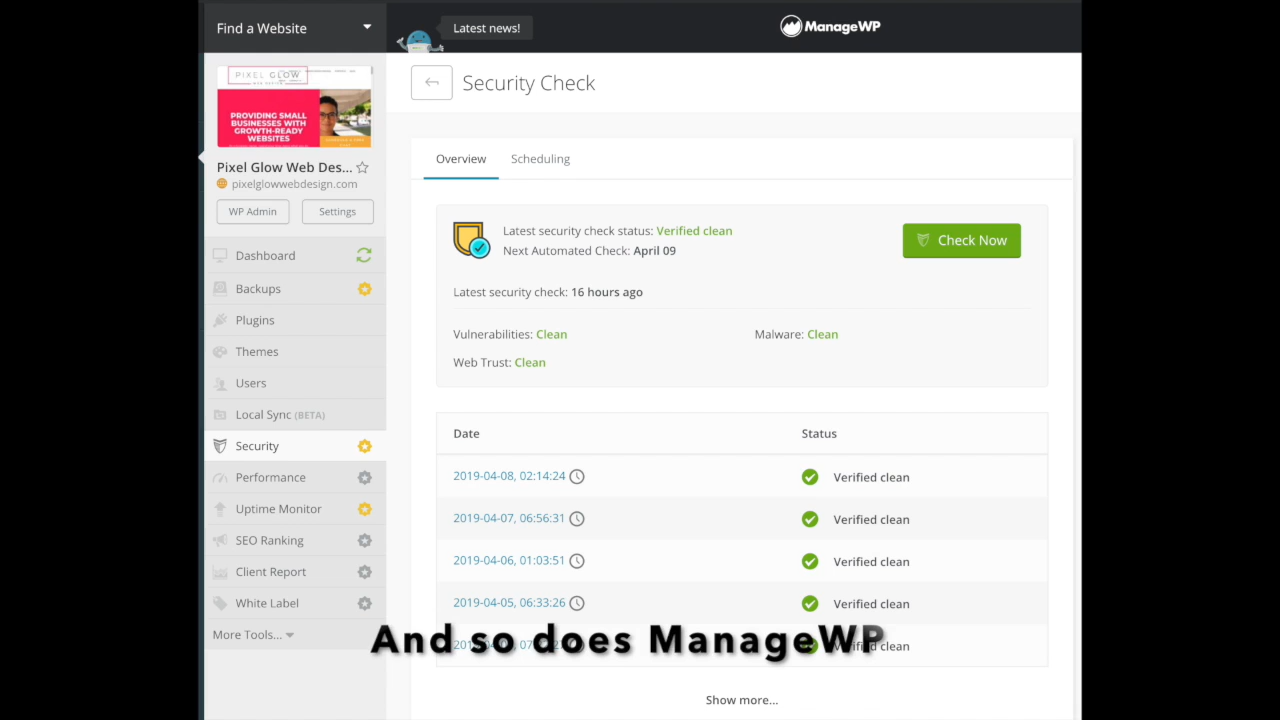 Find a Website
Latest news!
ManageWP
PIXEL GLOW
PROVIDING SMALL
BUSINESSES WITH
GROWTH-READY
WEBSITES
Security Check
Pixel Glow Web Des...
pixelglowwebdesign.com
WP Admin
Settings
Dashboard
Backups
Plugins
Themes
Users
Local Sync (BETA)
Security
Performance
Uptime Monitor
SEO Ranking
Client Report
White Label
More Tools...
Overview
Scheduling
Latest security check status: Verified clean
Next Automated Check: April 09
Check Now
Latest security check: 16 hours ago
Vulnerabilities: Clean
Malware: Clean
Web Trust: Clean
Date
Status
2019-04-08, 02:14:24
Verified clean
2019-04-07, 06:56:31
Verified clean
2019-04-06, 01:03:51
Verified clean
2019-04-05, 06:33:26
Verified clean
clean
And so does ManageWP
Show more...